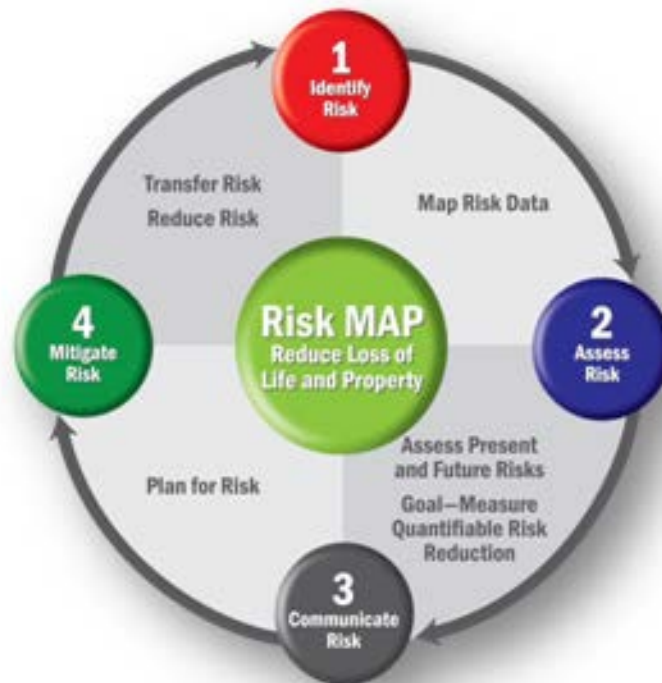 1
Identify
Risk
Transfer Risk
Reduce Risk
Map Risk Data
4
Mitigate
Risk
Risk MAP
Reduce Loss of
Life and Property
2
Assess
Risk
Plan for Risk
Assess Present
and Future Risks
Goal—Measure
Quantifiable Risk
Reduction
3
Communicate
Risk